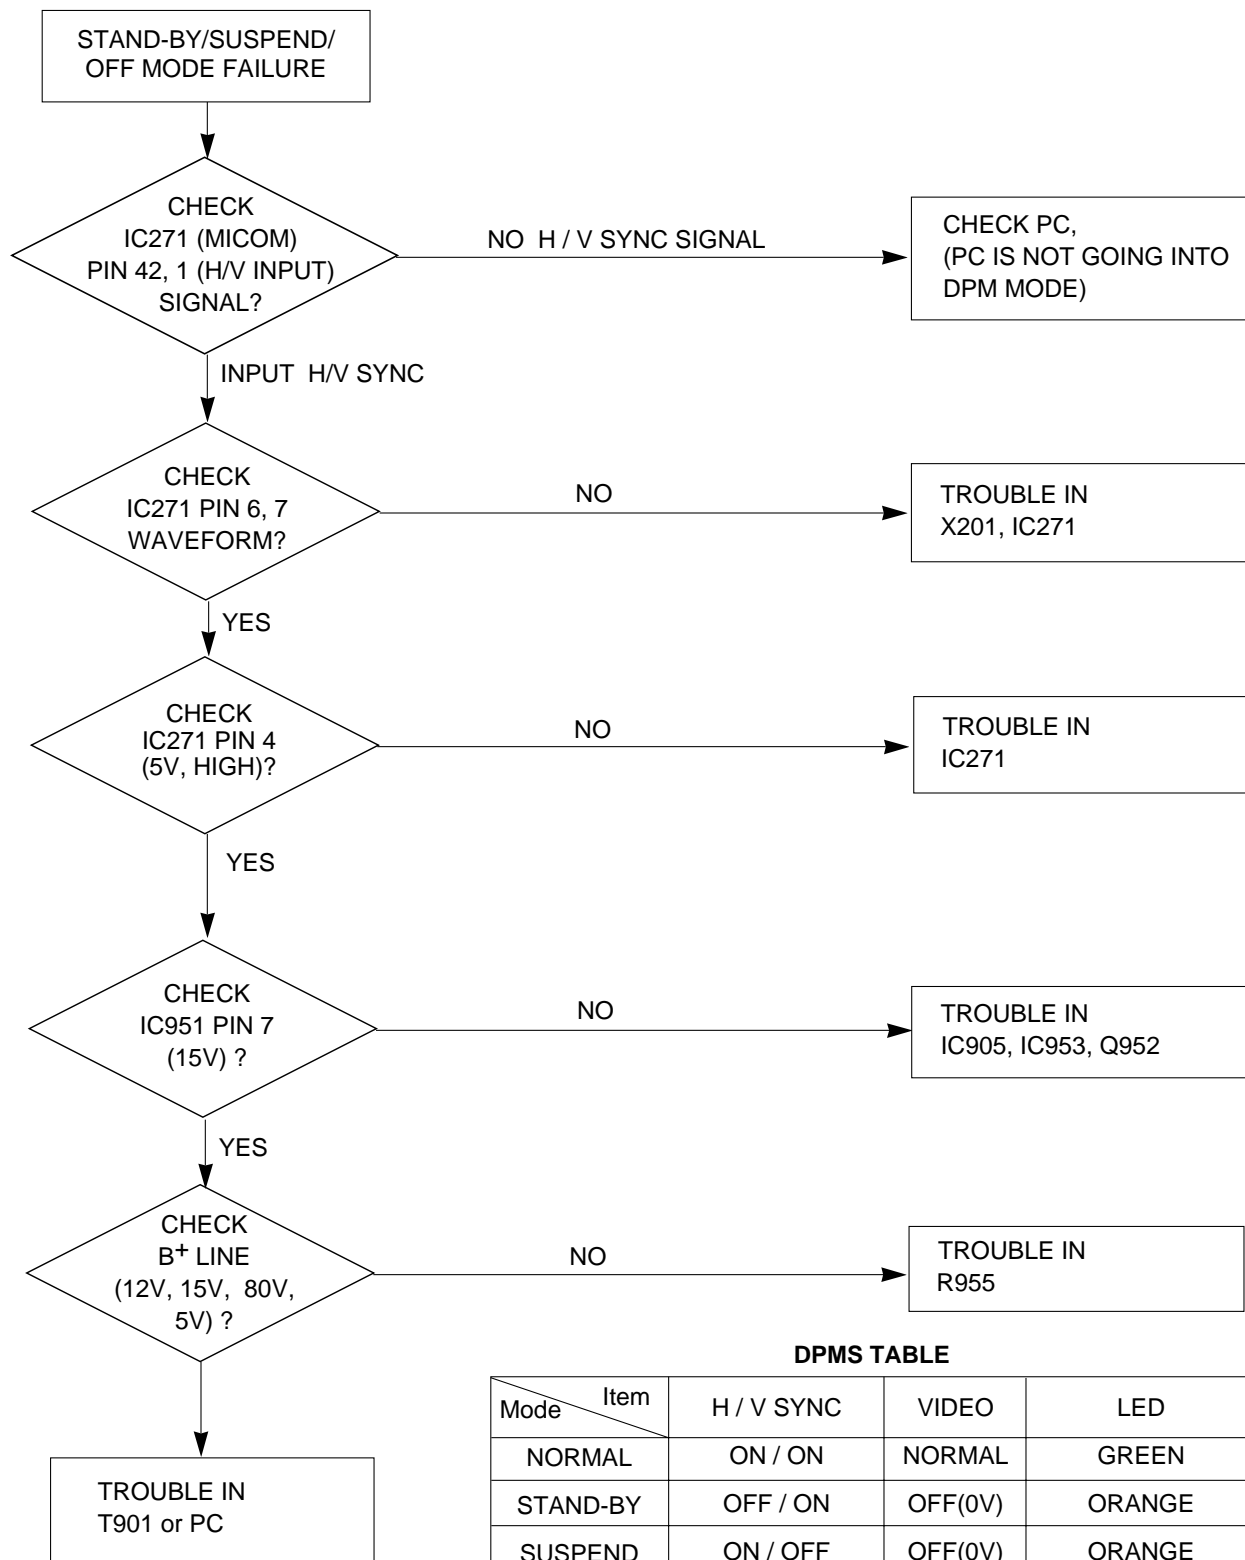 STAND-BY/SUSPEND/
OFF MODE FAILURE
CHECK
IC271 (MICOM)
PIN 42, 1 (H/V INPUT)
SIGNAL?
NO H / V SYNC SIGNAL
CHECK PC,
(PC IS NOT GOING INTO
DPM MODE)
INPUT H/V SYNC
CHECK
IC271 PIN 6, 7
WAVEFORM?
NO
TROUBLE IN
X201, IC271
YES
CHECK
IC271 PIN 4
(5V, HIGH)?
NO
TROUBLE IN
IC271
YES
CHECK
IC951 PIN 7
(15V) ?
NO
TROUBLE IN
IC905, IC953, Q952
YES
CHECK
B+ LINE
(12V, 15V, 80V,
5V) ?
NO
TROUBLE IN
R955
TROUBLE IN
T901 or PC
DPMS TABLE
Mode Item H / V SYNC VIDEO LED
NORMAL ON / ON NORMAL GREEN
STAND-BY OFF / ON OFF(0V) ORANGE
SUSPEND ON / OFF OFF(0V) ORANGE